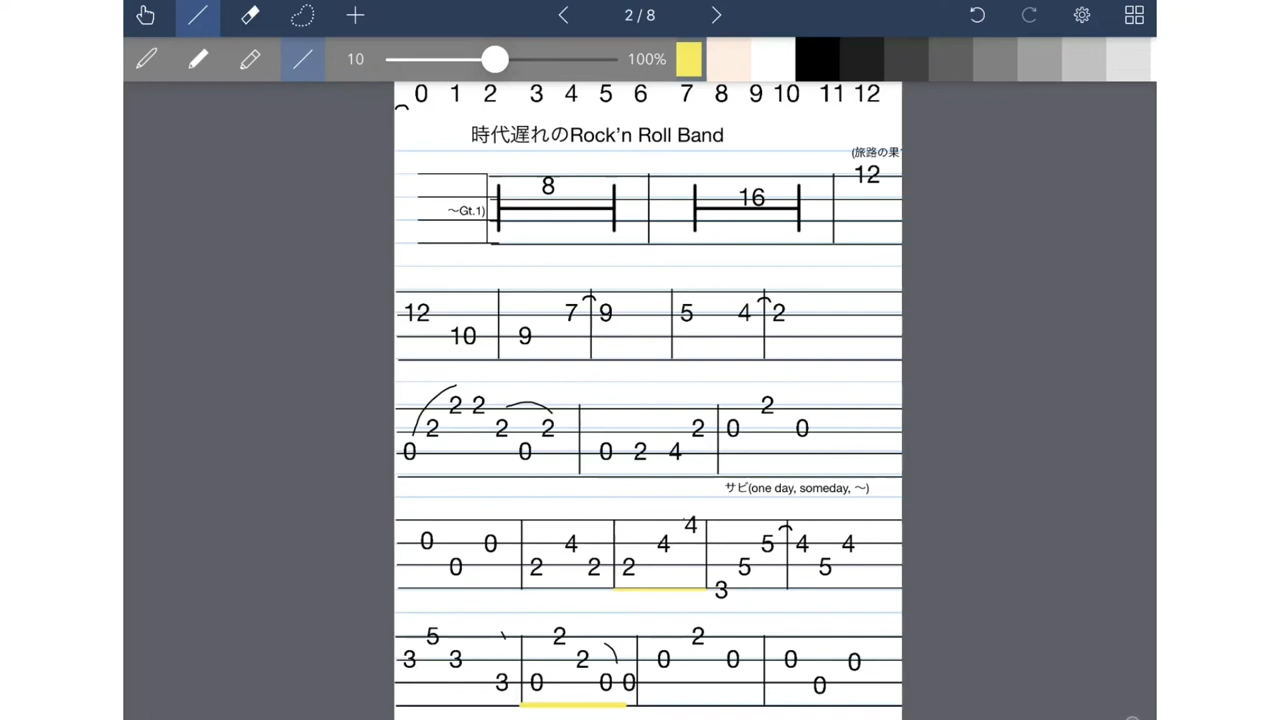 2 / 8
10 100%
0 1 2 3 4 5 6 7 8 9 10 11 12
時代遅れのRock'n Roll Band
(旅路の果
12
8 16
〜Gt.1)
12 7 9 5 4 2
10 9
2 2 2
2 2 2 2 0 0
0 0 0 2 4
サビ(one day, someday, 〜)
4
0 0 4 4 5 4 4
0 2 2 2 5 5
3
5 2 2
3 3 2 0 0 0 0
3 0 0 0 0